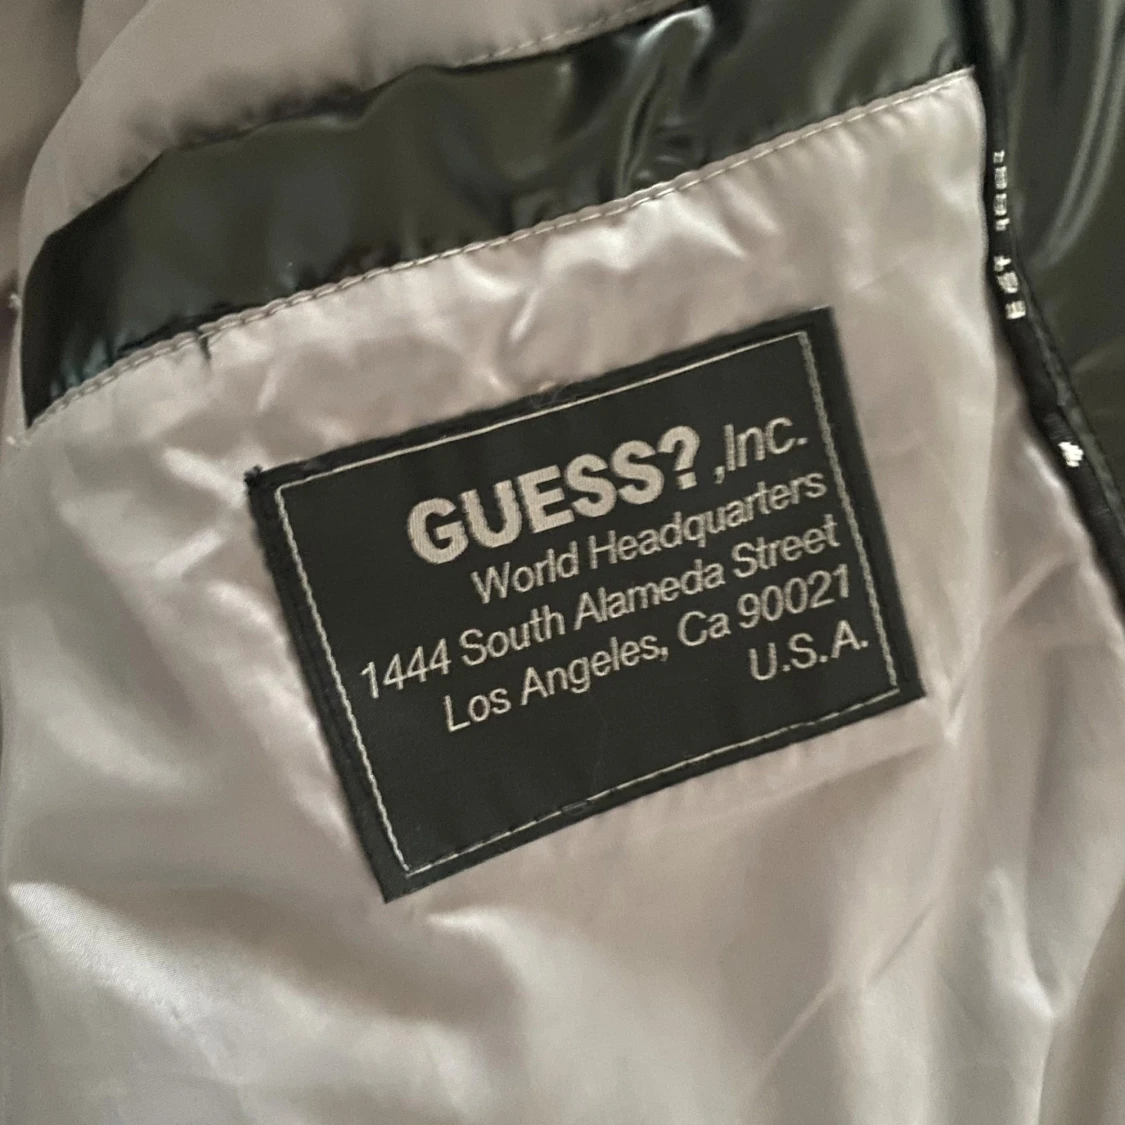 GUESS? ,Inc.
World Headquarters
1444 South Alameda Street
Los Angeles, Ca 90021
U.S.A.